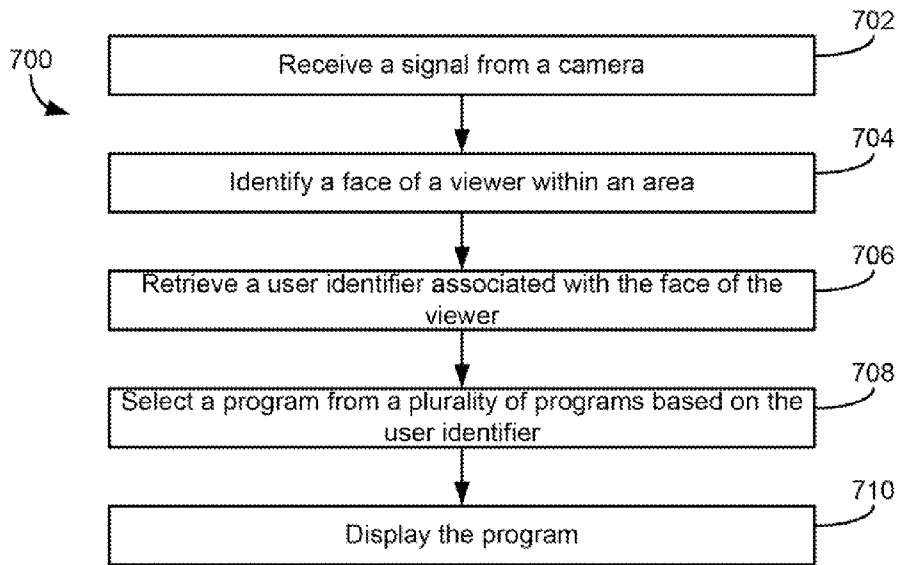 702
700
Receive a signal from a camera
704
Identify a face of a viewer within an area
706
Retrieve a user identifier associated with the face of the
viewer
708
Select a program from a plurality of programs based on the
user identifier
710
Display the program